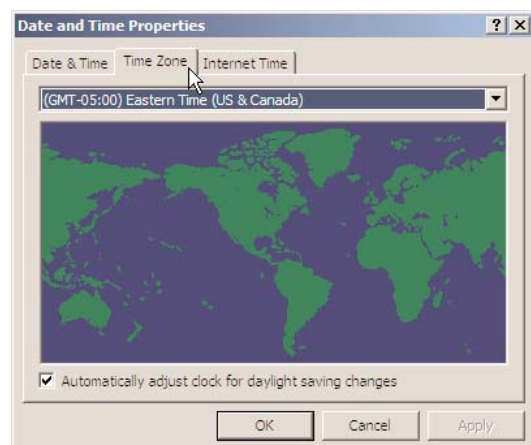 Date and Time Properties
Date & Time Time Zone Internet Time
(GMT-05:00) Eastern Time (US & Canada)
Automatically adjust clock for daylight saving changes
OK Cancel Apply